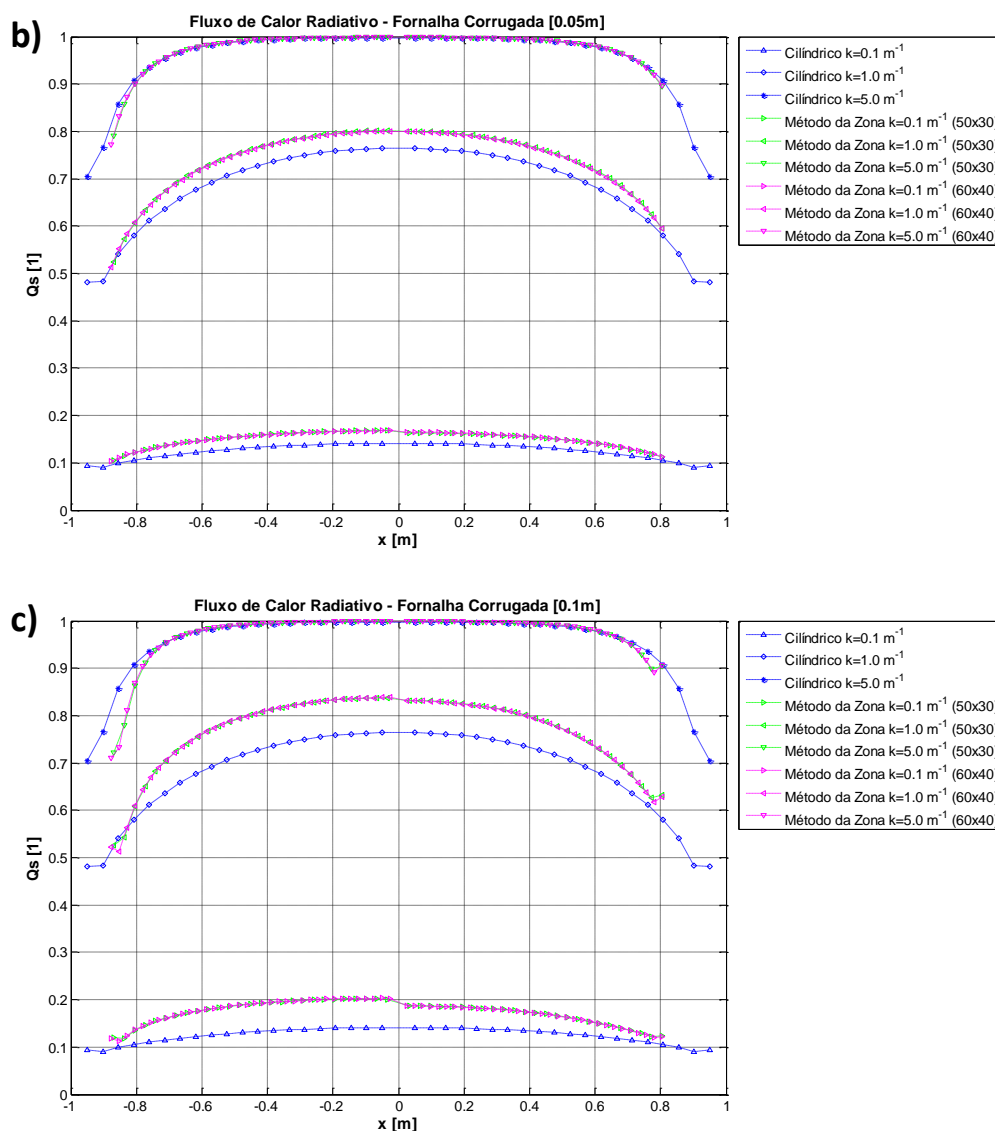 b)
Fluxo de Calor Radiativo - Fornalha Corrugada [0.05m]
1
0.9
0.8
0.7
0.6
0.5
0.4
0.3
0.2
0.1
0
Qs [1]
-1 -0.8 -0.6 -0.4 -0.2 0 0.2 0.4 0.6 0.8 1
x [m]
Cilíndrico k=0.1 m-1
Cilíndrico k=1.0 m-1
Cilíndrico k=5.0 m-1
Método da Zona k=0.1 m-1 (50x30)
Método da Zona k=1.0 m-1 (50x30)
Método da Zona k=5.0 m-1 (50x30)
Método da Zona k=0.1 m-1 (60x40)
Método da Zona k=1.0 m-1 (60x40)
Método da Zona k=5.0 m-1 (60x40)
c)
Fluxo de Calor Radiativo - Fornalha Corrugada [0.1m]
1
0.9
0.8
0.7
0.6
0.5
0.4
0.3
0.2
0.1
0
Qs [1]
-1 -0.8 -0.6 -0.4 -0.2 0 0.2 0.4 0.6 0.8 1
x [m]
Cilíndrico k=0.1 m-1
Cilíndrico k=1.0 m-1
Cilíndrico k=5.0 m-1
Método da Zona k=0.1 m-1 (50x30)
Método da Zona k=1.0 m-1 (50x30)
Método da Zona k=5.0 m-1 (50x30)
Método da Zona k=0.1 m-1 (60x40)
Método da Zona k=1.0 m-1 (60x40)
Método da Zona k=5.0 m-1 (60x40)